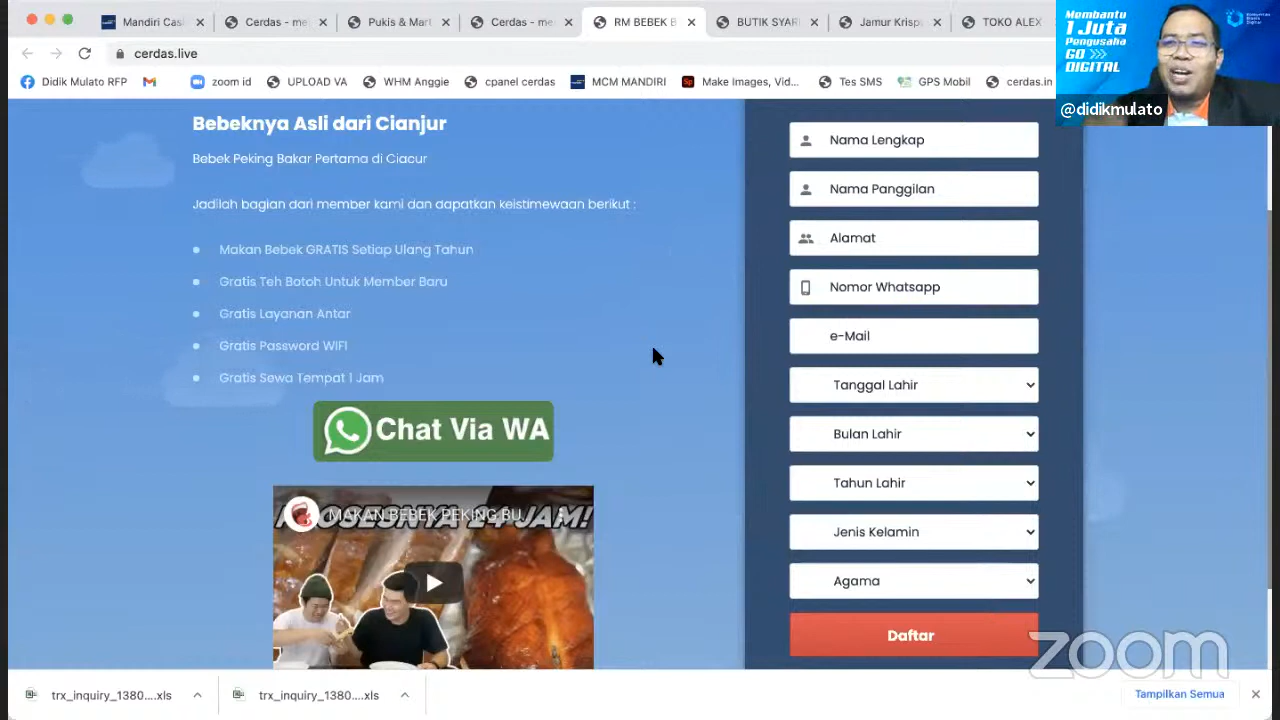 Mandiri Cas
Cerdas - me
Pukis & Mart
Cerdas - me
RM BEBEK B
BUTIK SYAR
Jamur Krisp
TOKO ALEX
cerdas.live
Didik Mulato RFP
zoom id
UPLOAD VA
WHM Anggie
cpanel cerdas
MCM MANDIRI
Make Images, Vid...
Tes SMS
GPS Mobil
cerdas.in
Membantu
1 Juta
Pengusaha
GO >>>
DIGITAL
@didikmulato
Bebeknya Asli dari Cianjur
Bebek Peking Bakar Pertama di Ciacur
Jadilah bagian dari member kami dan dapatkan keistimewaan berikut :
Makan Bebek GRATIS Setiap Ulang Tahun
Gratis Teh Botoh Untuk Member Baru
Gratis Layanan Antar
Gratis Password WIFI
Gratis Sewa Tempat 1 Jam
Chat Via WA
MAKAN BEBEK PEKING BU
24 JAM!
Nama Lengkap
Nama Panggilan
Alamat
Nomor Whatsapp
e-Mail
Tanggal Lahir
Bulan Lahir
Tahun Lahir
Jenis Kelamin
Agama
Daftar
zoom
trx_inquiry_1380....xls
trx_inquiry_1380....xls
Tampilkan Semua